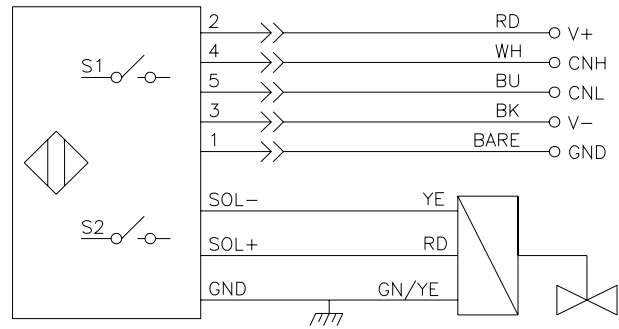 2 RD V+
4 WH CNH
S1
5 BU CNL
3 BK V−
1 BARE GND
SOL− YE
S2
SOL+ RD
GND GN/YE